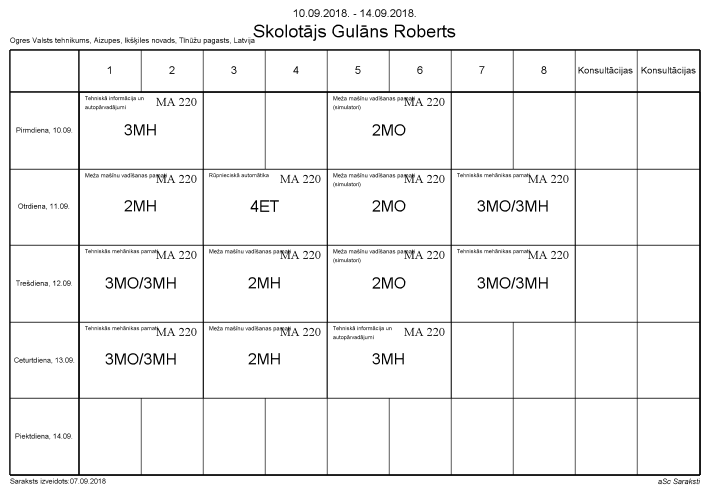 10.09.2018. - 14.09.2018.
Skolotājs Gulāns Roberts
Ogres Valsts tehnikums, Aizupes, Ikšķiles novads, Tīnūžu pagasts, Latvija
1 2 3 4 5 6 7 8 Konsultācijas Konsultācijas
Pirmdiena, 10.09.
Tehniskā informācija un
autopārvadājumi
MA 220
3MH
Meža mašīnu vadīšanas pamati
(simulatori)
MA 220
2MO
Otrdiena, 11.09.
Meža mašīnu vadīšanas pamati
MA 220
2MH
Rūpnieciskā automātika
MA 220
4ET
Meža mašīnu vadīšanas pamati
(simulatori)
MA 220
2MO
Tehniskās mehānikas pamati
MA 220
3MO/3MH
Trešdiena, 12.09.
Tehniskās mehānikas pamati
MA 220
3MO/3MH
Meža mašīnu vadīšanas pamati
MA 220
2MH
Meža mašīnu vadīšanas pamati
(simulatori)
MA 220
2MO
Tehniskās mehānikas pamati
MA 220
3MO/3MH
Ceturtdiena, 13.09.
Tehniskās mehānikas pamati
MA 220
3MO/3MH
Meža mašīnu vadīšanas pamati
MA 220
2MH
Tehniskā informācija un
autopārvadājumi
MA 220
3MH
Piektdiena, 14.09.
Saraksts izveidots:07.09.2018
aSc Saraksti